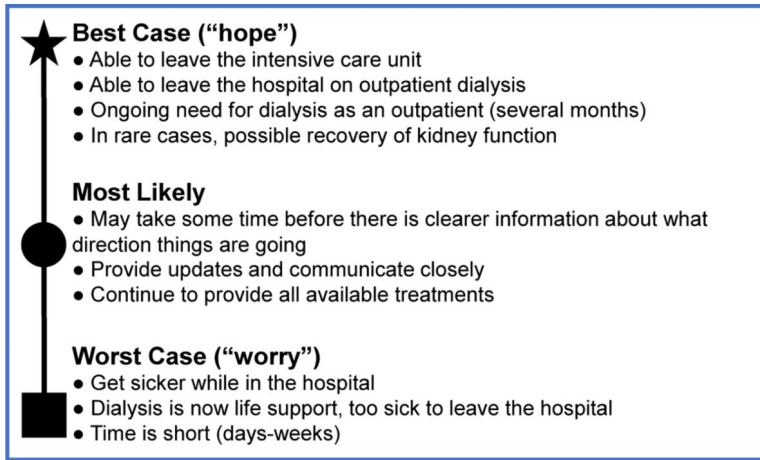 Best Case (“hope”)
● Able to leave the intensive care unit
● Able to leave the hospital on outpatient dialysis
● Ongoing need for dialysis as an outpatient (several months)
● In rare cases, possible recovery of kidney function
Most Likely
● May take some time before there is clearer information about what
direction things are going
● Provide updates and communicate closely
● Continue to provide all available treatments
Worst Case (“worry”)
● Get sicker while in the hospital
● Dialysis is now life support, too sick to leave the hospital
● Time is short (days-weeks)